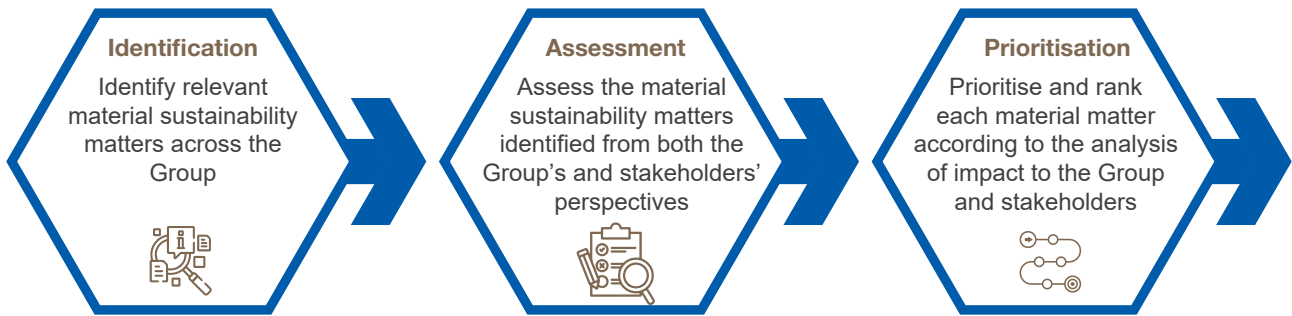 Identification
Identify relevant
material sustainability
matters across the
Group
Assessment
Assess the material
sustainability matters
identified from both the
Group's and stakeholders'
perspectives
Prioritisation
Prioritise and rank
each material matter
according to the analysis
of impact to the Group
and stakeholders